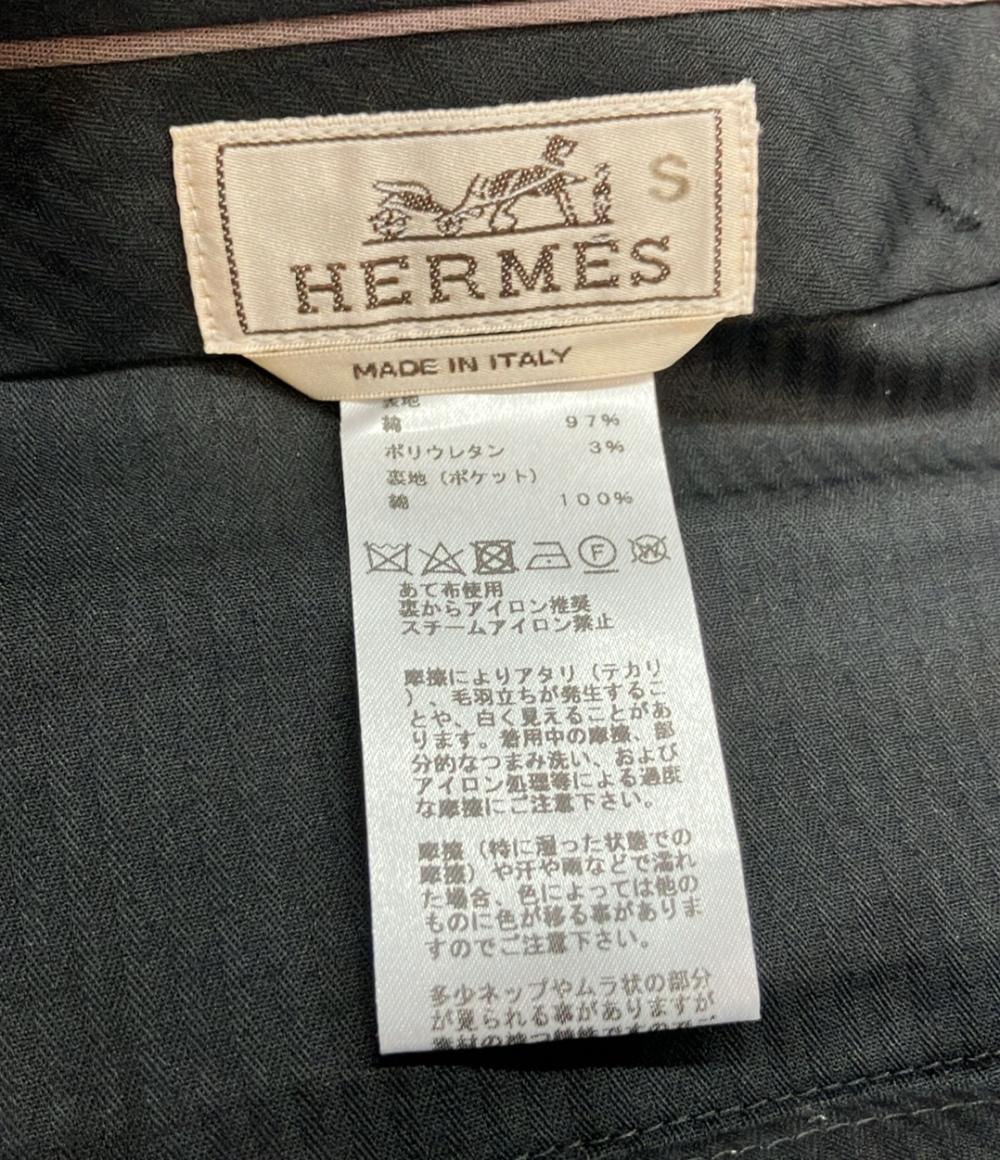 S
HERMÈS
MADE IN ITALY
綿 97%
ポリウレタン 3%
裏地（ポケット）
綿 100%
F
W
あて布使用
裏からアイロン推奨
スチームアイロン禁止
摩擦によりアタリ（テカリ
）、毛羽立ちが発生するこ
とや、白く見えることがあ
ります。着用中の摩擦、部
分的なつまみ洗い、および
アイロン処理等による過度
な摩擦にご注意下さい。
摩擦（特に湿った状態での
摩擦）や汗や雨などで濡れ
た場合、色によっては他の
ものに色が移る事がありま
すのでご注意下さい。
多少ネップやムラ状の部分
が見られる事がありますが